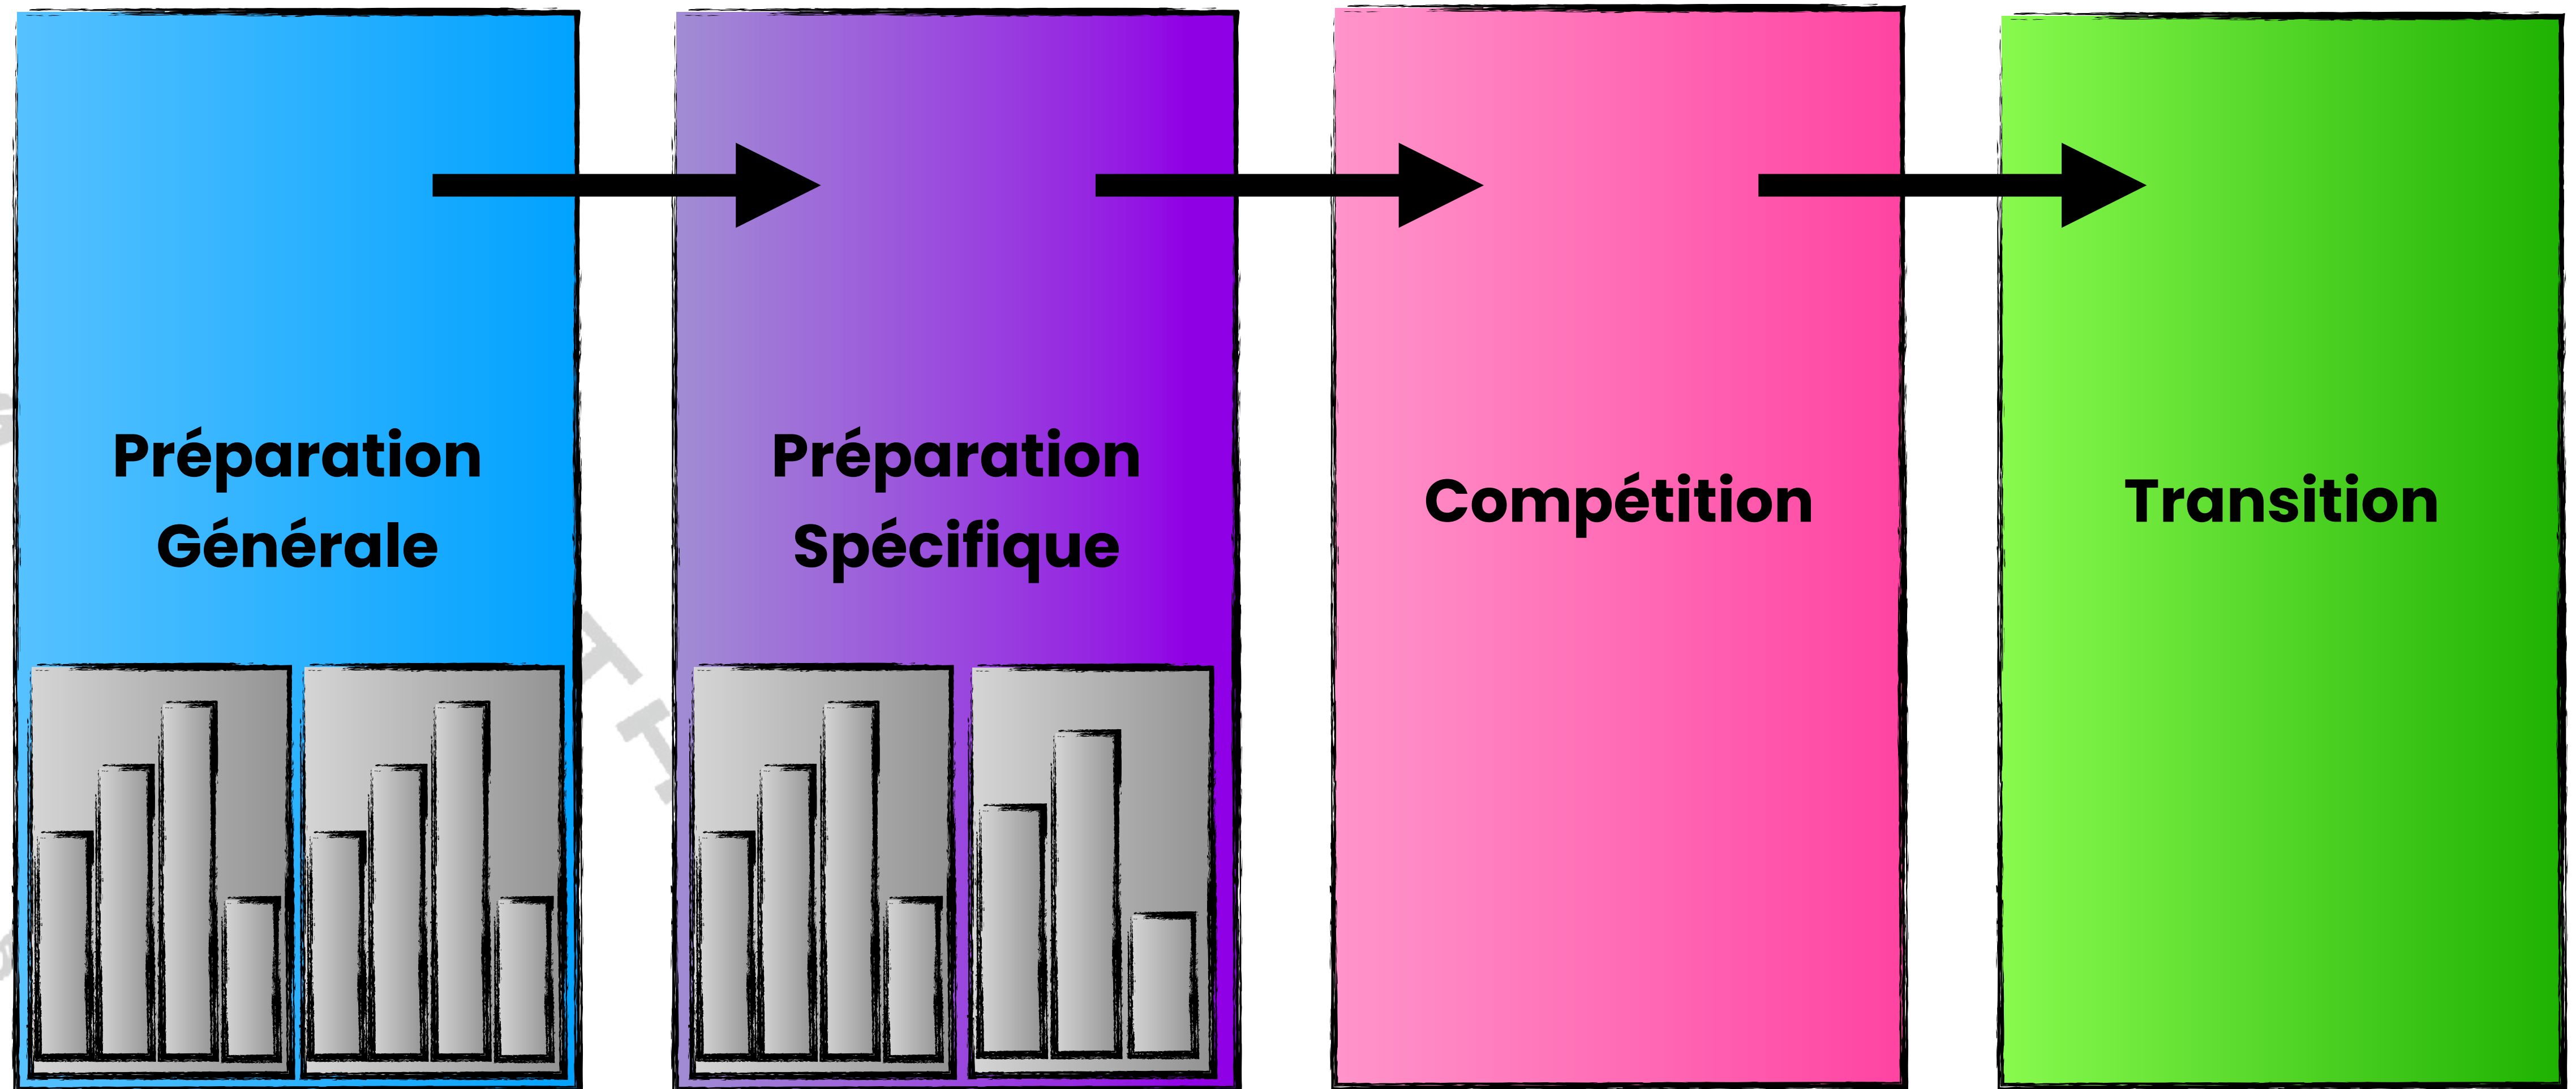 Préparation
Générale
Préparation
Spécifique
Compétition
Transition